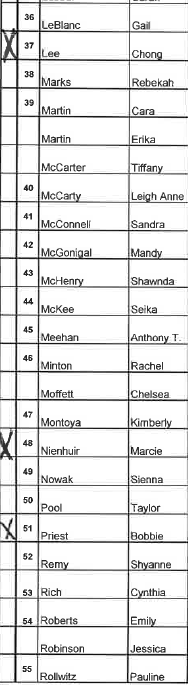 36 LeBlanc Gail
X 37 Lee Chong
38 Marks Rebekah
39 Martin Cara
Martin Erika
McCarter Tiffany
40 McCarty Leigh Anne
41 McConnell Sandra
42 McGonigal Mandy
43 McHenry Shawnda
44 McKee Seika
45 Meehan Anthony T.
46 Minton Rachel
Moffett Chelsea
47 Montoya Kimberly
X 48 Nienhuir Marcie
49 Nowak Sienna
50 Pool Taylor
X 51 Priest Bobbie
52 Remy Shyanne
53 Rich Cynthia
54 Roberts Emily
Robinson Jessica
55 Rollwitz Pauline